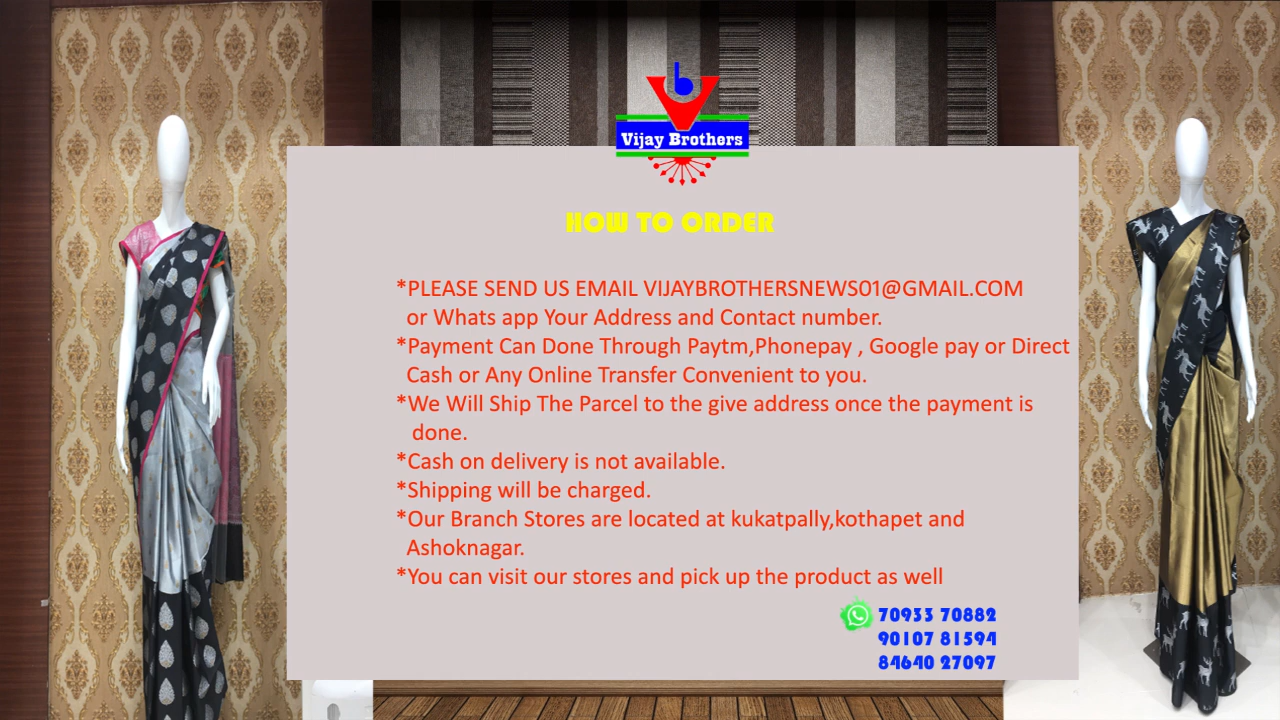 b
Vijay Brothers
HOW TO ORDER
*PLEASE SEND US EMAIL VIJAYBROTHERSNEWS01@GMAIL.COM
or Whats app Your Address and Contact number.
*Payment Can Done Through Paytm,Phonepay , Google pay or Direct
Cash or Any Online Transfer Convenient to you.
*We Will Ship The Parcel to the give address once the payment is
done.
*Cash on delivery is not available.
*Shipping will be charged.
*Our Branch Stores are located at kukatpally,kothapet and
Ashoknagar.
*You can visit our stores and pick up the product as well
70933 70882
90107 81594
84640 27097